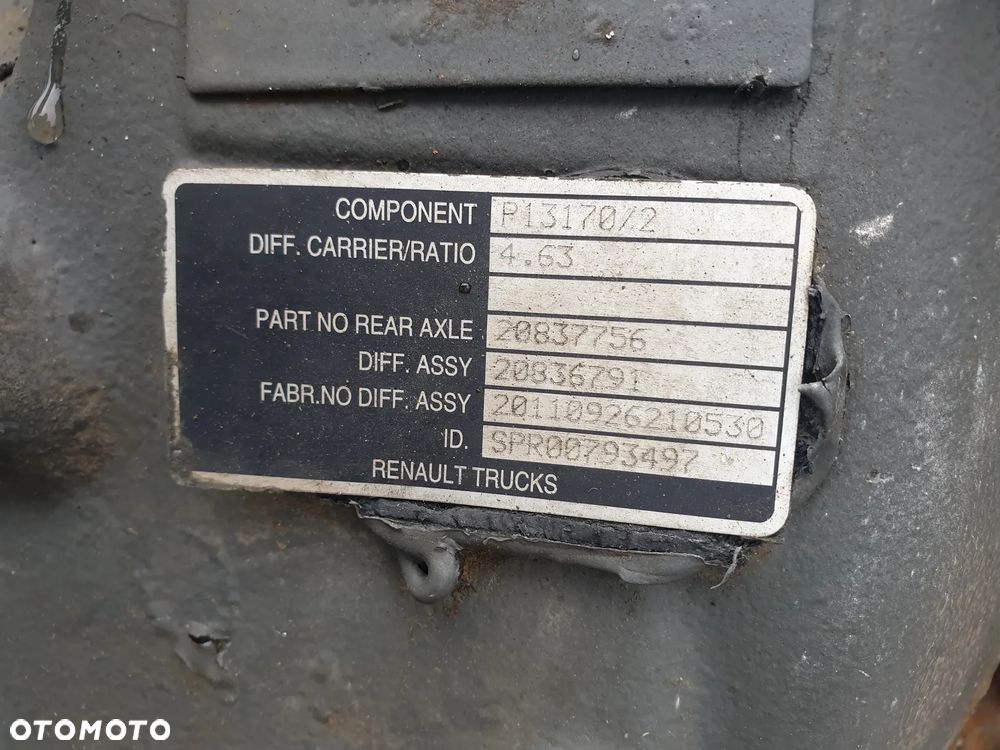 COMPONENT P13170/2
DIFF. CARRIER/RATIO 4.63
PART NO REAR AXLE 20837756
DIFF. ASSY 20836791
FABR.NO DIFF. ASSY 20110926210530
ID. SPR00793497
RENAULT TRUCKS
OTOMOTO